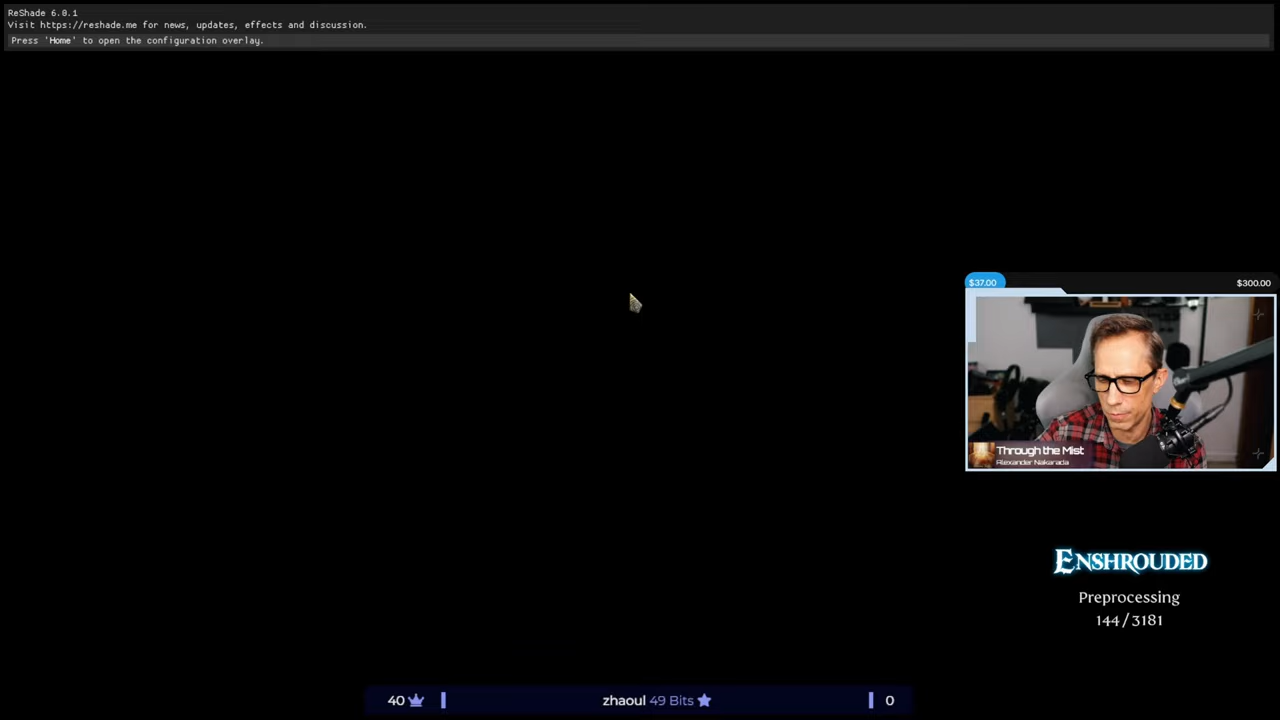 ReShade 6.0.1
Visit https://reshade.me for news, updates, effects and discussion.
Press 'Home' to open the configuration overlay.
$37.00
$300.00
Through the Mist
Alexander Nakarada
ENSHROUDED
Preprocessing
144/3181
40
zhaoul 49 Bits
0